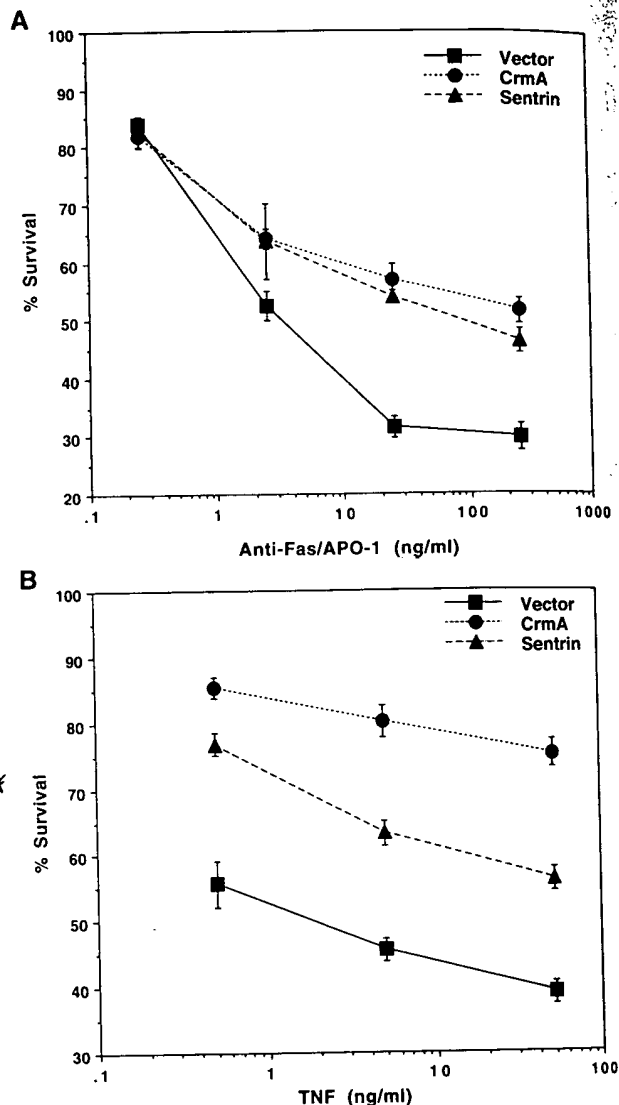 A
100
90
80
70
60
50
40
30
20
% Survival
Vector
CrmA
Sentrin
.1 1 10 100 1000
Anti-Fas/APO-1 (ng/ml)
B
100
90
80
70
60
50
40
30
% Survival
Vector
CrmA
Sentrin
.1 1 10 100
TNF (ng/ml)